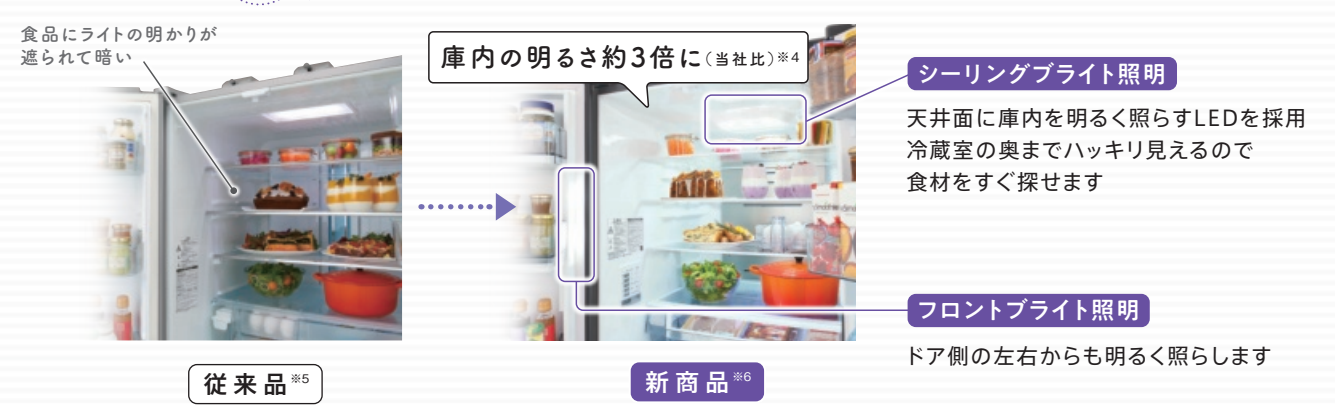 食品にライトの明かりが
遮られて暗い
庫内の明るさ約3倍に(当社比)※4
シーリングブライト照明
天井面に庫内を明るく照らすLEDを採用
冷蔵室の奥までハッキリ見えるので
食材をすぐ探せます
フロントブライト照明
ドア側の左右からも明るく照らします
従来品※5
新商品※6